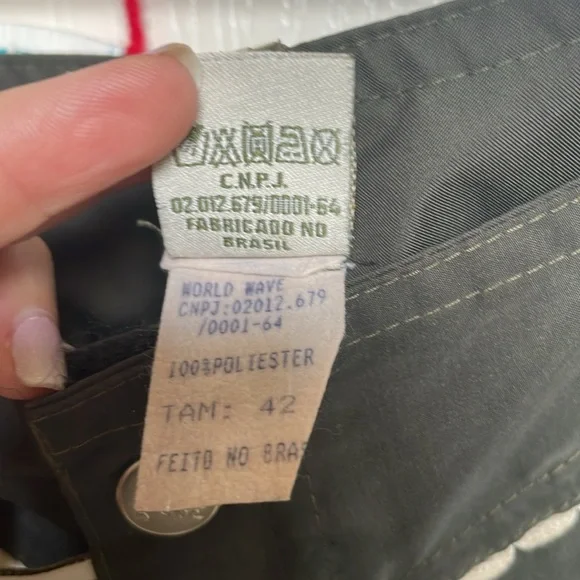 C.N.P.J.
02.012.679/0001-64
FABRICADO NO
BRASIL
WORLD WAVE
CNPJ:02012.679
/0001-64
100%POLIESTER
TAM: 42
FEITO NO BRAS